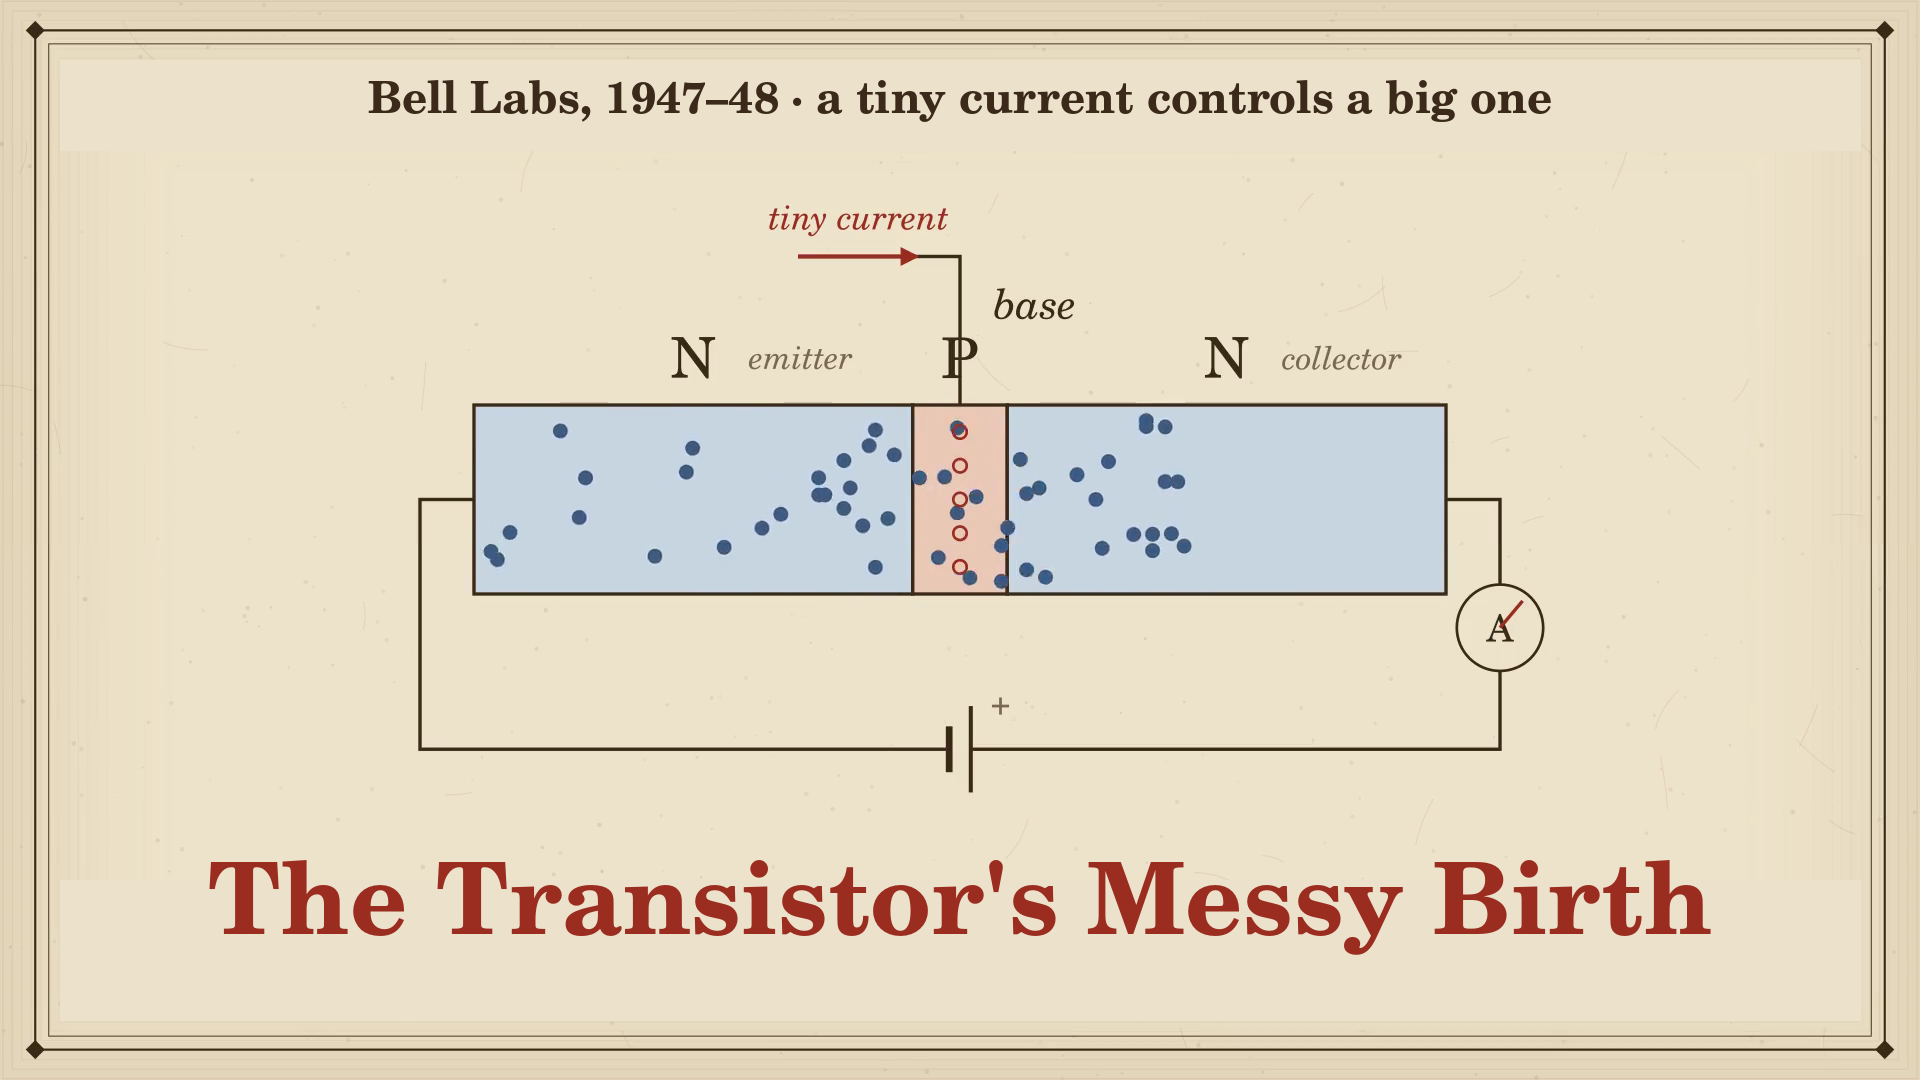 Bell Labs, 1947–48 · a tiny current controls a big one
tiny current
base
N emitter P N collector
A
+
The Transistor's Messy Birth